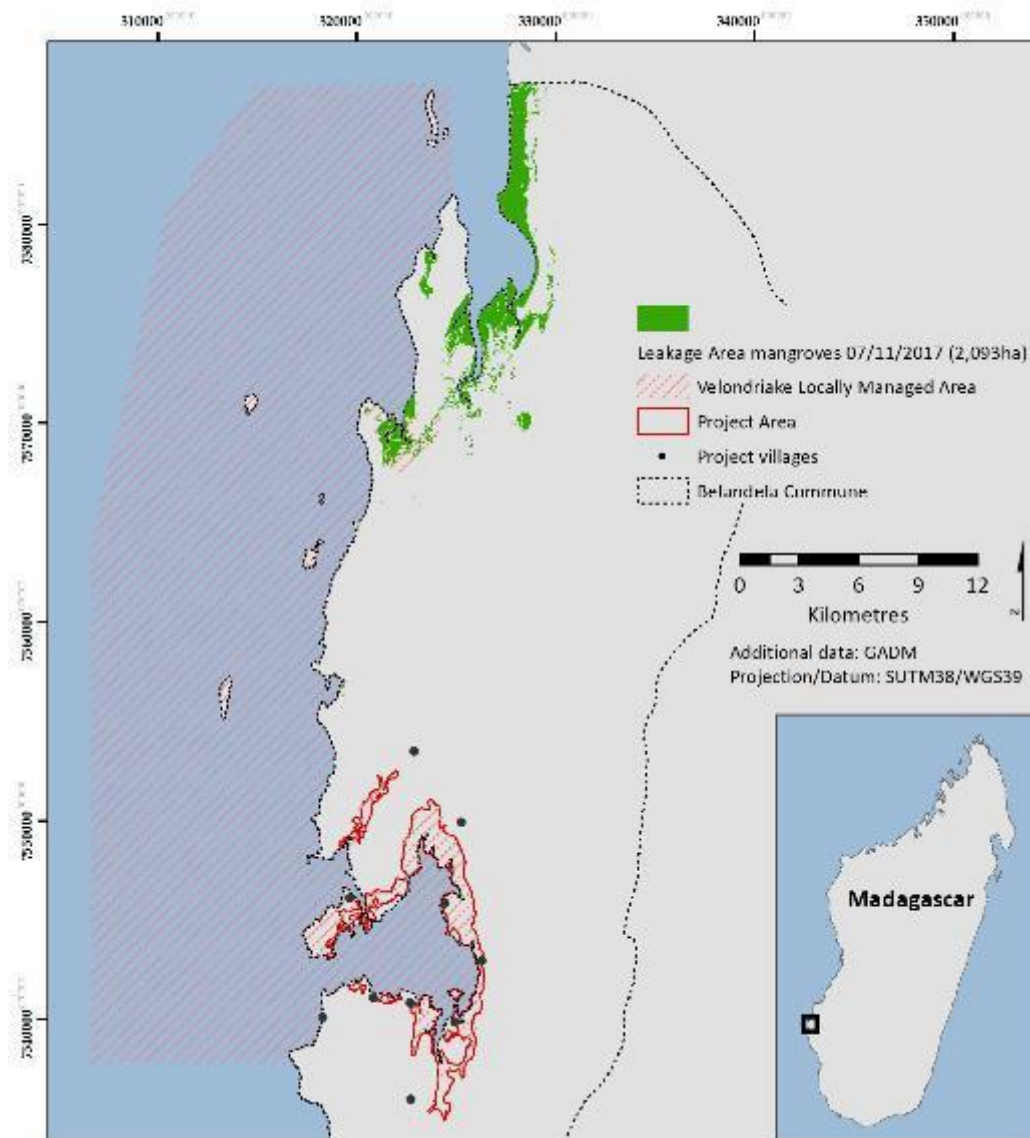 310000 320000 330000 340000 350000
7580000
7570000
7560000
7550000
7540000
Leakage Area mangroves 07/11/2017 (2,093ha)
Velondriake Locally Managed Area
Project Area
Project villages
Befandefa Commune
0 3 6 9 12
Kilometres
N
Additional data: GADM
Projection/Datum: SUTM38/WGS39
Madagascar